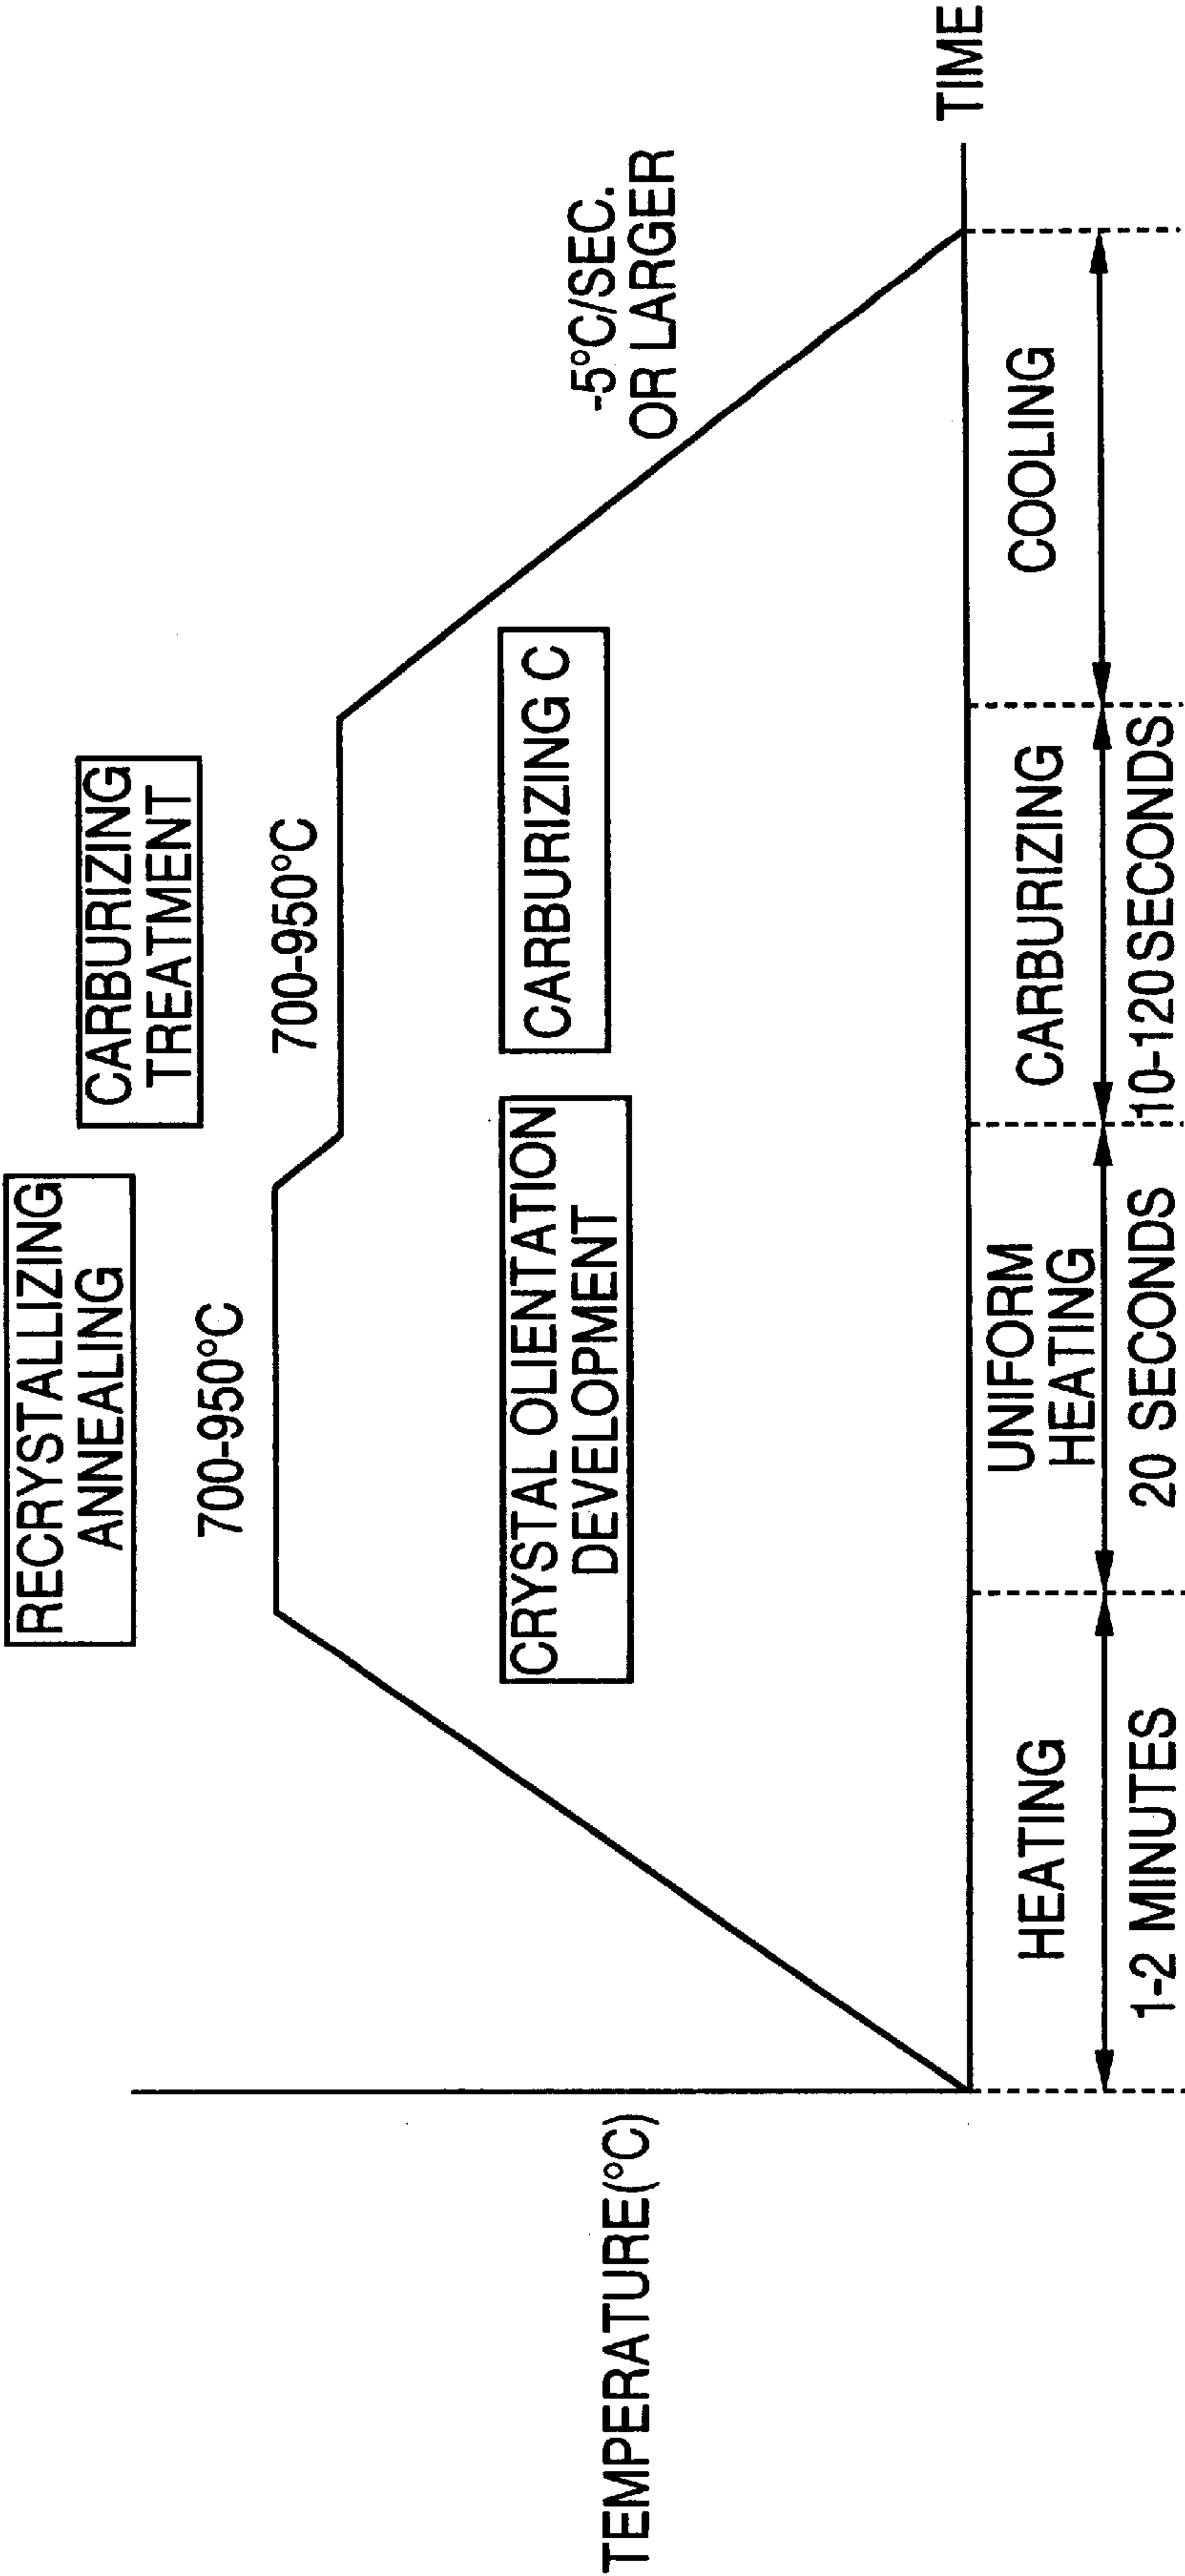 RECRYSTALLIZING
ANNEALING
CARBURIZING
TREATMENT
700-950°C
700-950°C
-5°C/SEC.
OR LARGER
CRYSTAL OLIENTATION
DEVELOPMENT
CARBURIZING C
TEMPERATURE(°C)
TIME
HEATING
UNIFORM
HEATING
CARBURIZING
COOLING
1-2 MINUTES
20 SECONDS
10-120SECONDS